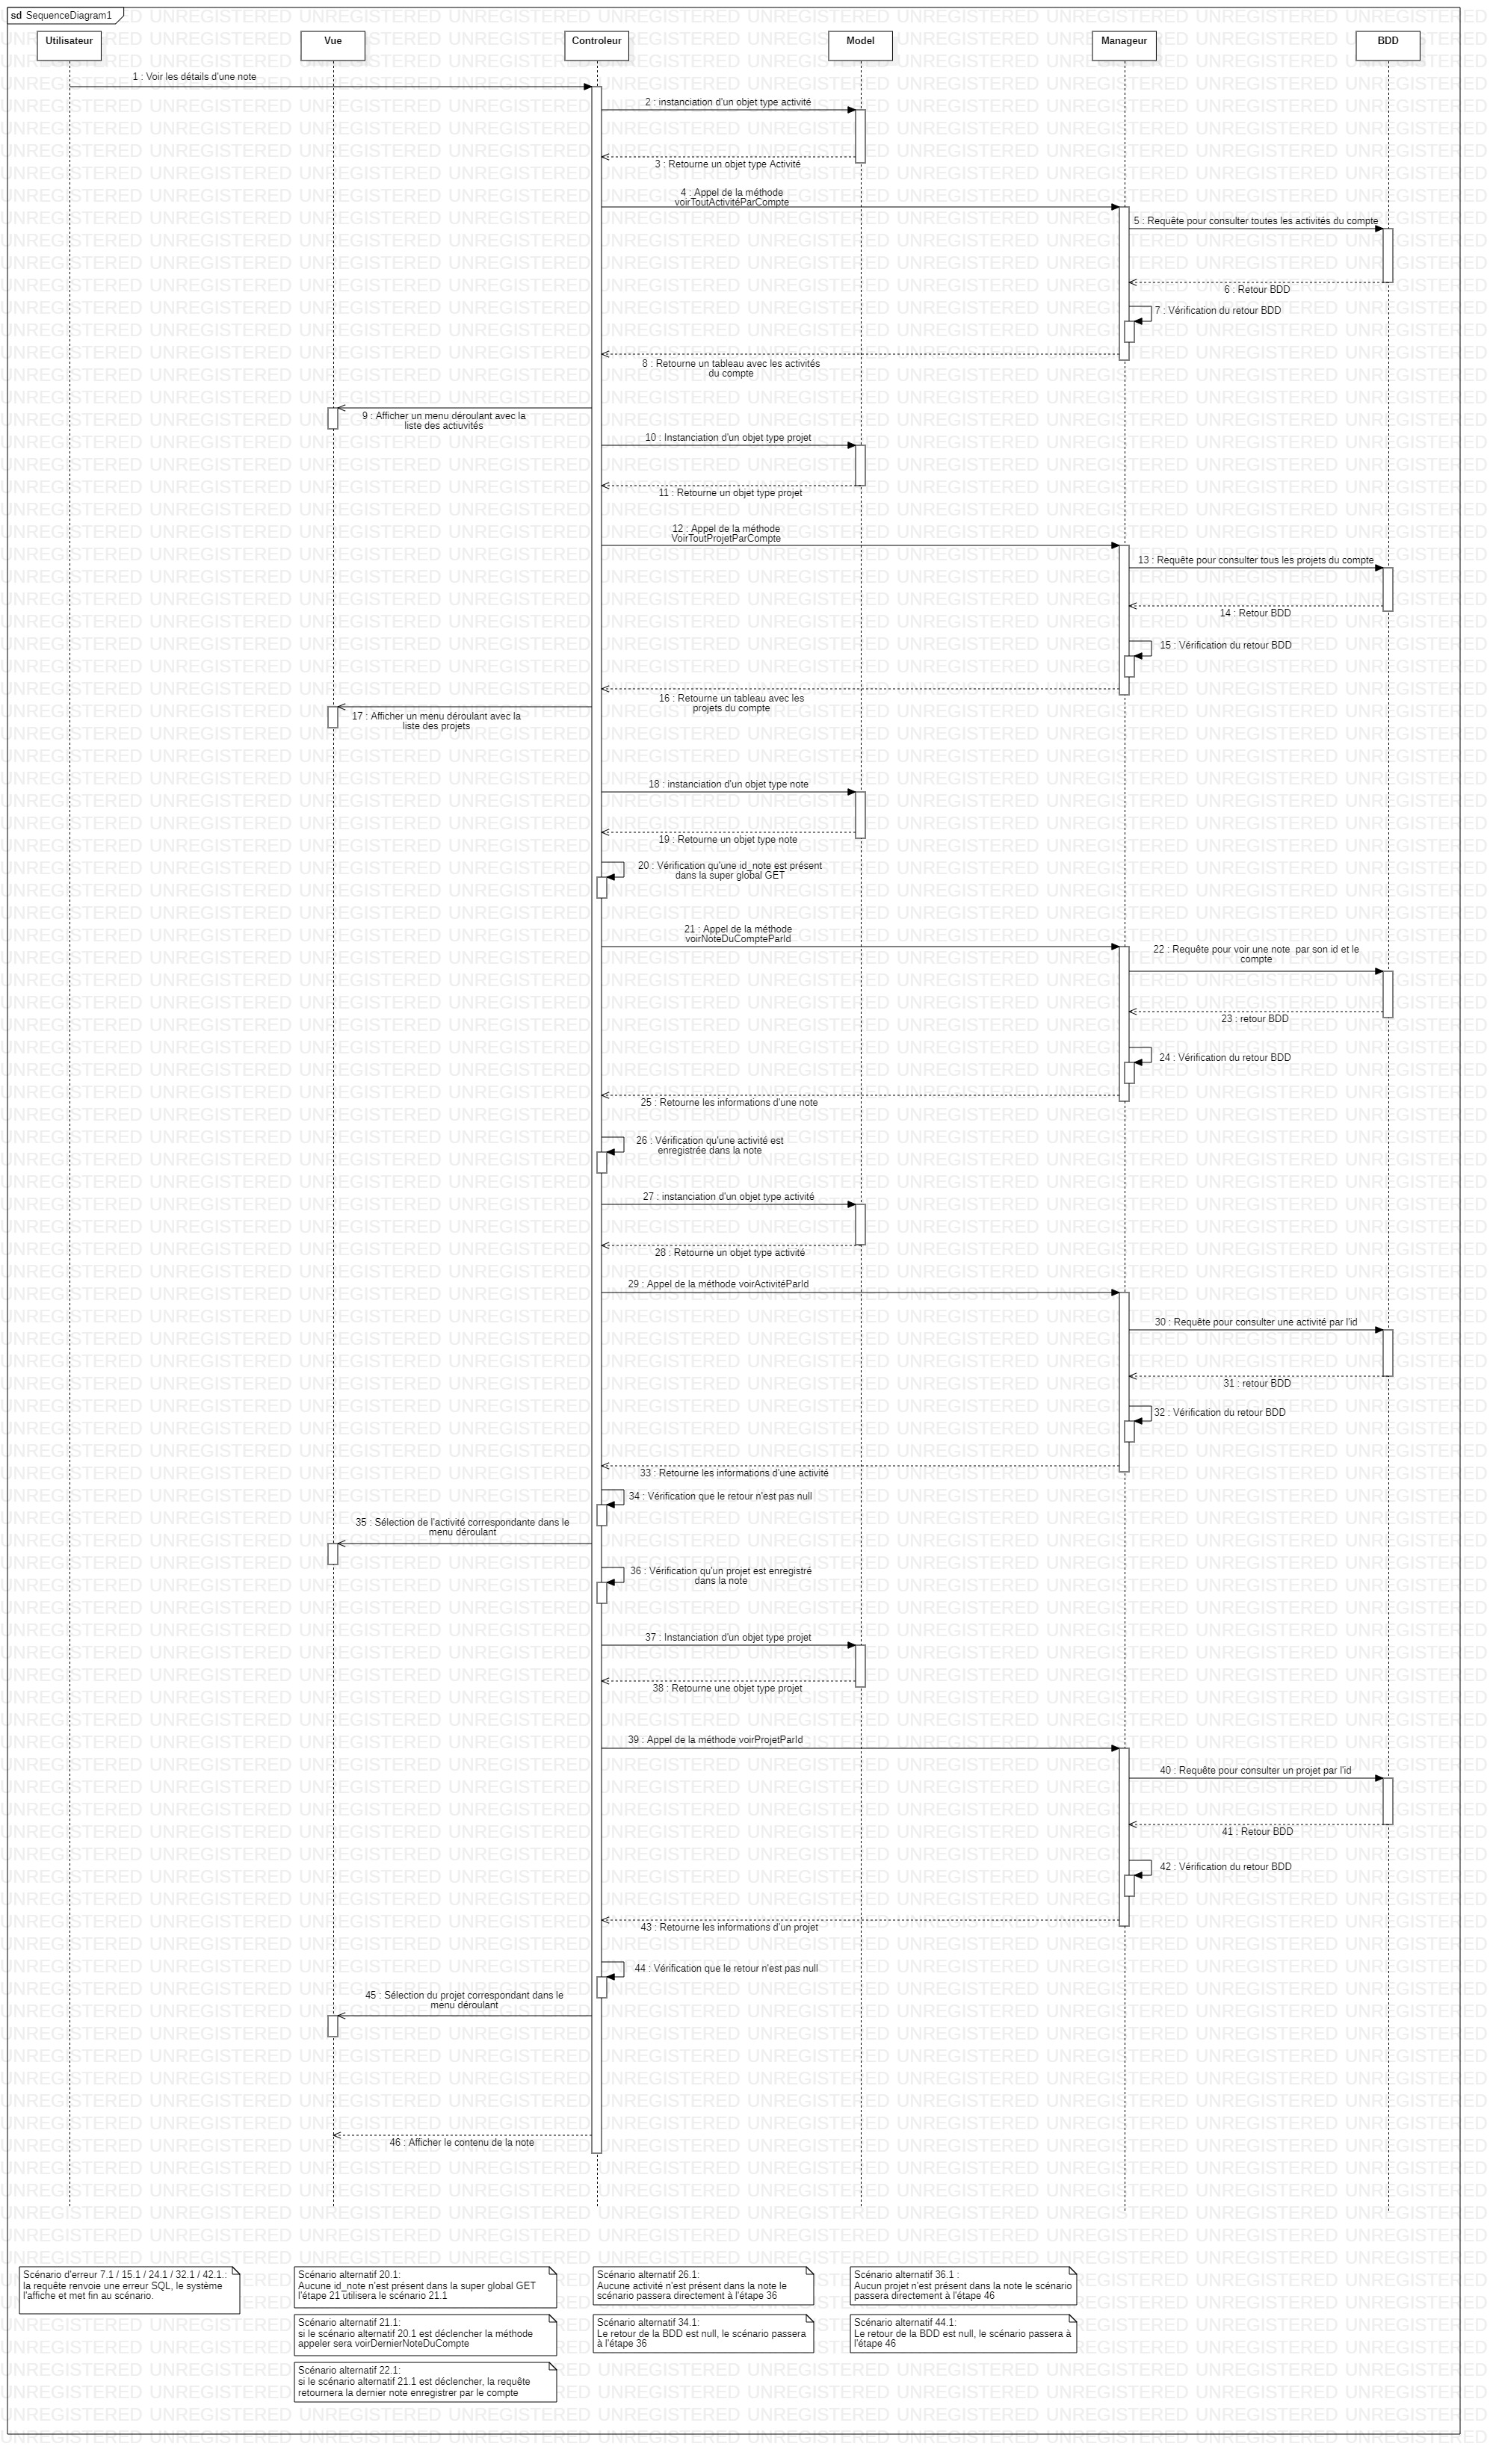 sd SequenceDiagram1
Utilisateur
Vue
Controleur
Model
Manageur
BDD
1 : Voir les détails d'une note
2 : instanciation d'un objet type activité
3 : Retourne un objet type Activité
4 : Appel de la méthode
voirToutActivitéParCompte
5 : Requête pour consulter toutes les activités du compte
6 : Retour BDD
7 : Vérification du retour BDD
8 : Retourne un tableau avec les activités
du compte
9 : Afficher un menu déroulant avec la
liste des actiuvités
10 : Instanciation d'un objet type projet
11 : Retourne un objet type projet
12 : Appel de la méthode
VoirToutProjetParCompte
13 : Requête pour consulter tous les projets du compte
14 : Retour BDD
15 : Vérification du retour BDD
16 : Retourne un tableau avec les
projets du compte
17 : Afficher un menu déroulant avec la
liste des projets
18 : instanciation d'un objet type note
19 : Retourne un objet type note
20 : Vérification qu'une id_note est présent
dans la super global GET
21 : Appel de la méthode
voirNoteDuCompteParId
22 : Requête pour voir une note  par son id et le
compte
23 : retour BDD
24 : Vérification du retour BDD
25 : Retourne les informations d'une note
26 : Vérification qu'une activité est
enregistrée dans la note
27 : instanciation d'un objet type activité
28 : Retourne un objet type activité
29 : Appel de la méthode voirActivitéParId
30 : Requête pour consulter une activité par l'id
31 : retour BDD
32 : Vérification du retour BDD
33 : Retourne les informations d'une activité
34 : Vérification que le retour n'est pas null
35 : Sélection de l'activité correspondante dans le
menu déroulant
36 : Vérification qu'un projet est enregistré
dans la note
37 : Instanciation d'un objet type projet
38 : Retourne une objet type projet
39 : Appel de la méthode voirProjetParId
40 : Requête pour consulter un projet par l'id
41 : Retour BDD
42 : Vérification du retour BDD
43 : Retourne les informations d'un projet
44 : Vérification que le retour n'est pas null
45 : Sélection du projet correspondant dans le
menu déroulant
46 : Afficher le contenu de la note
Scénario d'erreur 7.1 / 15.1 / 24.1 / 32.1 / 42.1.:
la requête renvoie une erreur SQL, le système
l'affiche et met fin au scénario.
Scénario alternatif 20.1:
Aucune id_note n'est présent dans la super global GET
l'étape 21 utilisera le scénario 21.1
Scénario alternatif 21.1:
si le scénario alternatif 20.1 est déclencher la méthode
appeler sera voirDernierNoteDuCompte
Scénario alternatif 22.1:
si le scénario alternatif 21.1 est déclencher, la requête
retournera la dernier note enregistrer par le compte
Scénario alternatif 26.1:
Aucune activité n'est présent dans la note le
scénario passera directement à l'étape 36
Scénario alternatif 34.1:
Le retour de la BDD est null, le scénario passera
à l'étape 36
Scénario alternatif 36.1 :
Aucun projet n'est présent dans la note le scénario
passera directement à l'étape 46
Scénario alternatif 44.1:
Le retour de la BDD est null, le scénario passera à
l'étape 46
UNREGISTERED